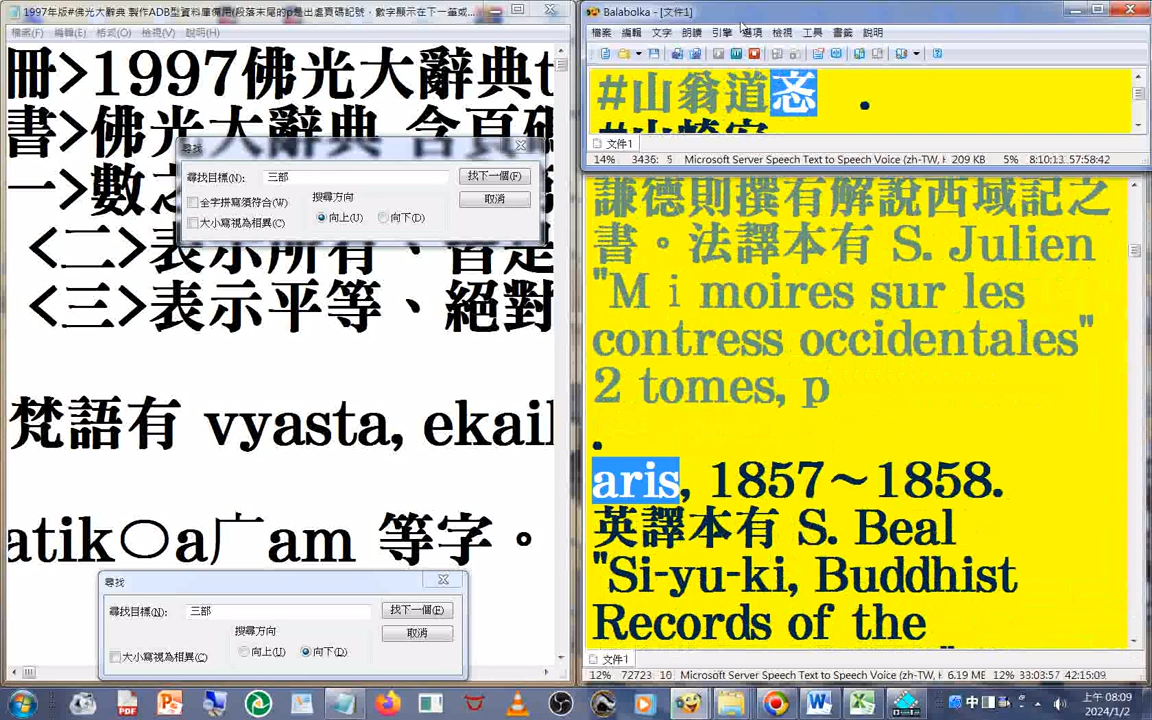 1997年版#佛光大辭典 製作ADB型資料庫備用(段落末尾的p是出處頁碼記號，數字顯示在下一筆或...
檔案(F) 編輯(E) 格式(O) 檢視(V) 說明(H)
冊>1997佛光大辭典t
書>佛光大辭典 含頁碼
一>數之
<二>表示所有、皆是
<三>表示平等、絕對
梵語有 vyasta, ekail
atik○a广am 等字。
尋找
尋找目標(N): 三部 找下一個(F)
全字拼寫須符合(W) 搜尋方向 取消
大小寫視為相異(C) 向上(U) 向下(D)
尋找
尋找目標(N): 三部 找下一個(F)
搜尋方向 取消
大小寫視為相異(C) 向上(U) 向下(D)
Balabolka - [文件1]
檔案 編輯 文字 朗讀 引擎 選項 檢視 工具 書籤 說明
#山翁道忞 .
#山崎宏
文件1
14% 3436: 5 Microsoft Server Speech Text to Speech Voice (zh-TW, H 209 KB 5% 8:10:13.57:58:42
謙德則撰有解說西域記之
書。法譯本有 S. Julien
"Mｉmoires sur les
contress occidentales"
2 tomes, p
.
aris, 1857～1858.
英譯本有 S. Beal
"Si-yu-ki, Buddhist
Records of the
文件1
12% 72723: 10 Microsoft Server Speech Text to Speech Voice (zh-TW, H 6.19 MB 12% 33:03:57 42:15:09
中
上午 08:09
2024/1/2